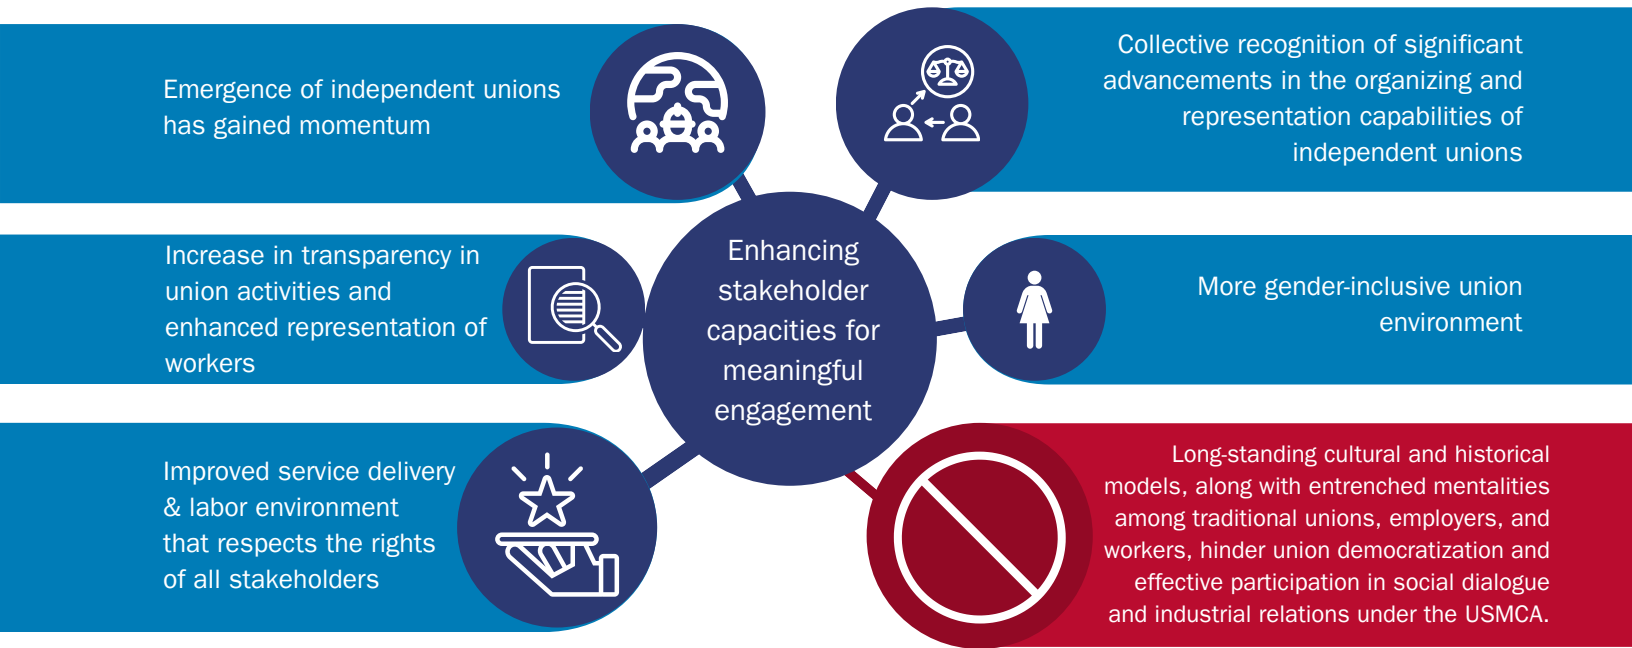 Emergence of independent unions
has gained momentum
Increase in transparency in
union activities and
enhanced representation of
workers
Improved service delivery
& labor environment
that respects the rights
of all stakeholders
Enhancing
stakeholder
capacities for
meaningful
engagement
Collective recognition of significant
advancements in the organizing and
representation capabilities of
independent unions
More gender-inclusive union
environment
Long-standing cultural and historical
models, along with entrenched mentalities
among traditional unions, employers, and
workers, hinder union democratization and
effective participation in social dialogue
and industrial relations under the USMCA.